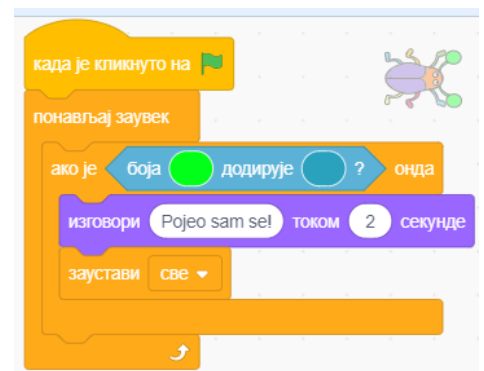 када је кликнуто на
понављај заувек
ако је боја додирује ? онда
изговори Pojeo sam se! током 2 секунде
заустави све